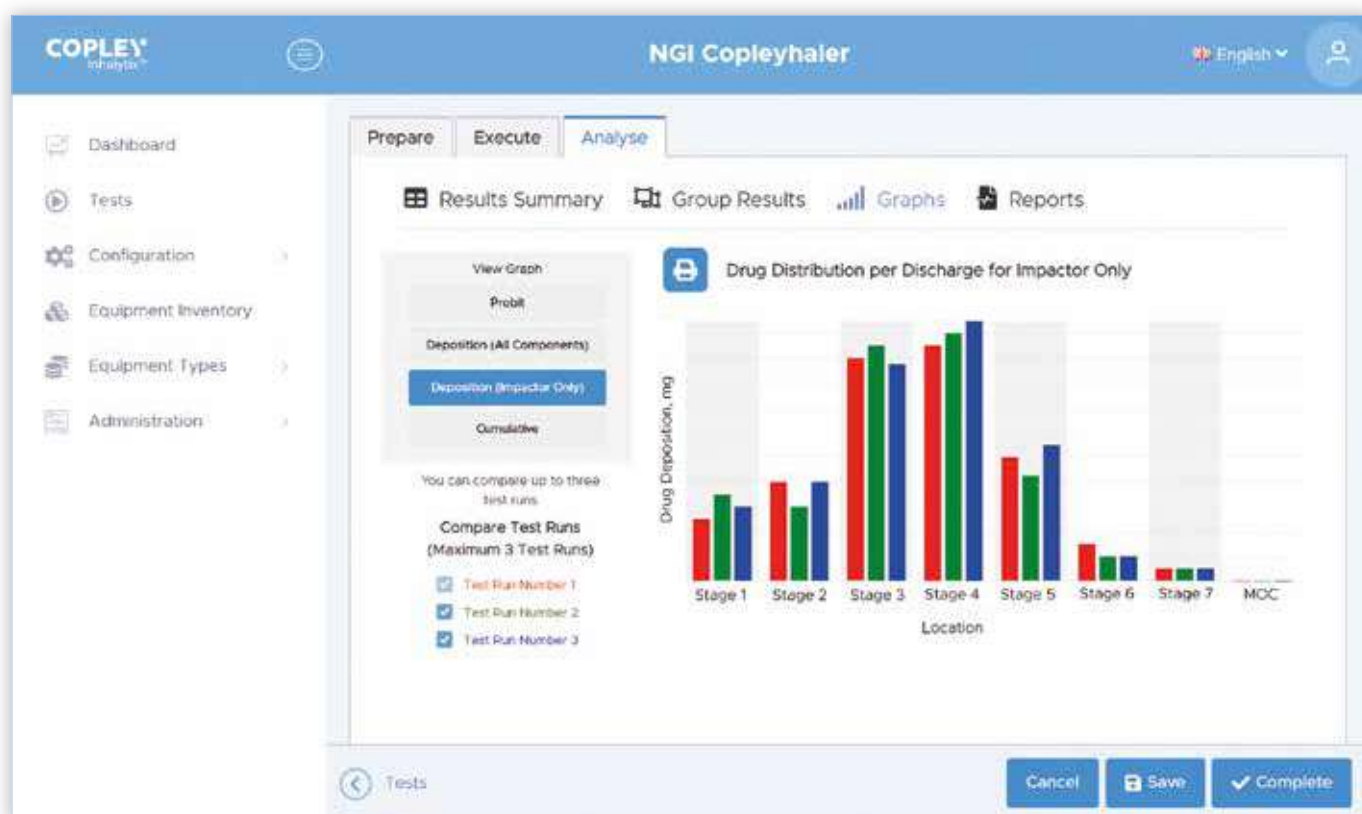 COPLEY
Inhalytix™
NGI Copleyhaler
English
Dashboard
Tests
Configuration
Equipment Inventory
Equipment Types
Administration
Prepare
Execute
Analyse
Results Summary
Group Results
Graphs
Reports
View Graph
Probit
Deposition (All Components)
Deposition (Impactor Only)
Cumulative
You can compare up to three
test runs
Compare Test Runs
(Maximum 3 Test Runs)
Test Run Number 1
Test Run Number 2
Test Run Number 3
Drug Distribution per Discharge for Impactor Only
Drug Deposition, mg
Stage 1 Stage 2 Stage 3 Stage 4 Stage 5 Stage 6 Stage 7 MOC
Location
Tests
Cancel
Save
Complete